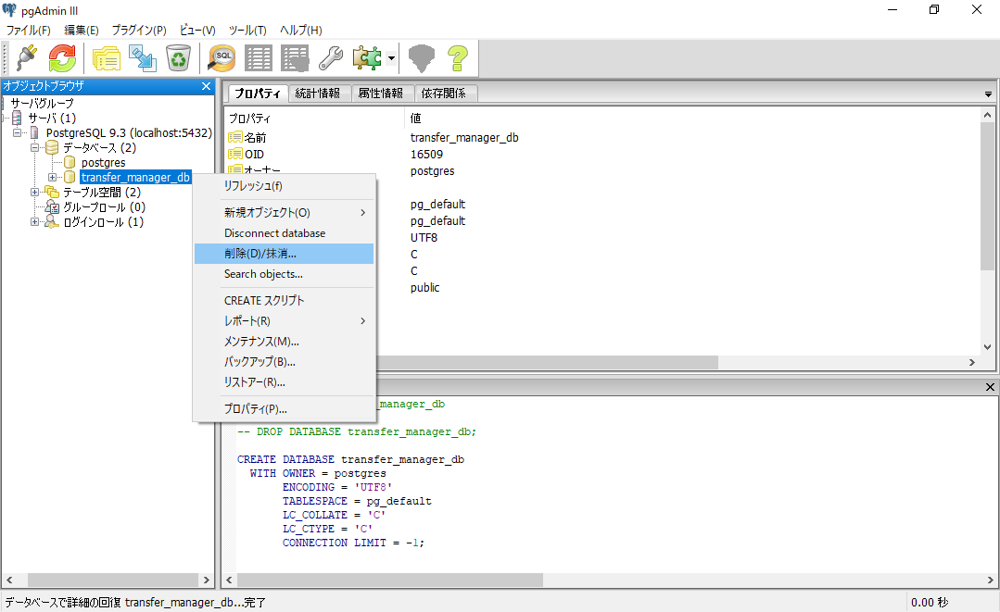 pgAdmin III
ファイル(F) 編集(E) プラグイン(P) ビュー(V) ツール(T) ヘルプ(H)
SQL
オブジェクトブラウザ
サーバグループ
サーバ (1)
PostgreSQL 9.3 (localhost:5432)
データベース (2)
postgres
transfer_manager_db
テーブル空間 (2)
グループロール (0)
ログインロール (1)
プロパティ 統計情報 属性情報 依存関係
プロパティ 値
名前 transfer_manager_db
OID 16509
オーナー postgres
pg_default
pg_default
UTF8
C
C
public
リフレッシュ(f)
新規オブジェクト(O)
Disconnect database
削除(D)/抹消...
Search objects...
CREATE スクリプト
レポート(R)
メンテナンス(M)...
バックアップ(B)...
リストアー(R)...
プロパティ(P)...
_manager_db
-- DROP DATABASE transfer_manager_db;
CREATE DATABASE transfer_manager_db
WITH OWNER = postgres
ENCODING = 'UTF8'
TABLESPACE = pg_default
LC_COLLATE = 'C'
LC_CTYPE = 'C'
CONNECTION LIMIT = -1;
データベースで詳細の回復 transfer_manager_db...完了 0.00 秒